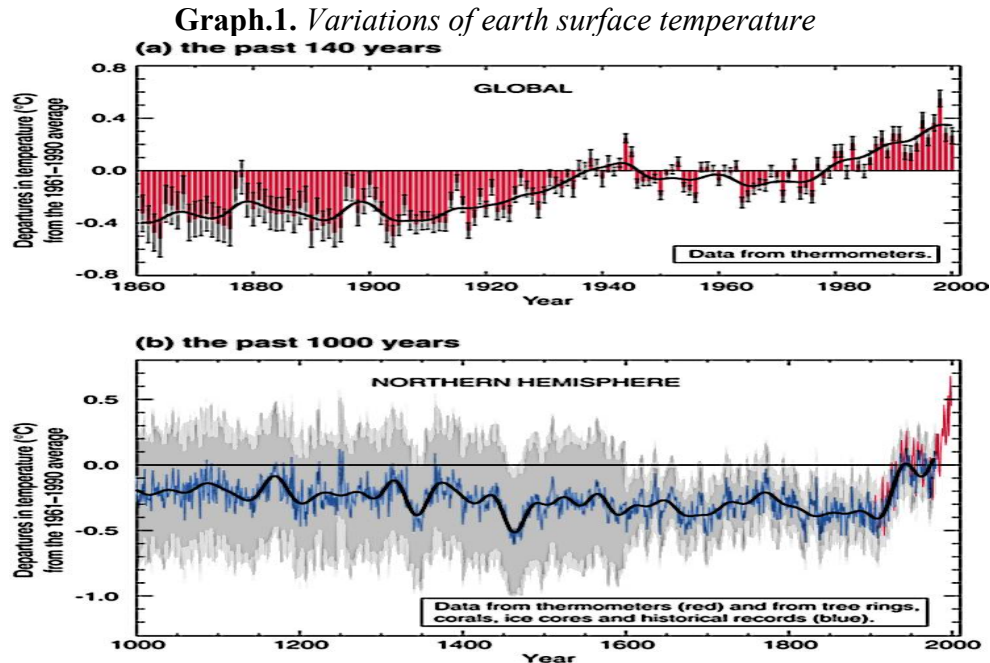 Graph.1. Variations of earth surface temperature
(a) the past 140 years
GLOBAL
Departures in temperature (°C)
from the 1961–1990 average
0.8
0.4
0.0
-0.4
-0.8
Data from thermometers.
1860 1880 1900 1920 1940 1960 1980 2000
Year
(b) the past 1000 years
NORTHERN HEMISPHERE
Departures in temperature (°C)
from the 1961–1990 average
0.5
0.0
-0.5
-1.0
Data from thermometers (red) and from tree rings,
corals, ice cores and historical records (blue).
1000 1200 1400 1600 1800 2000
Year